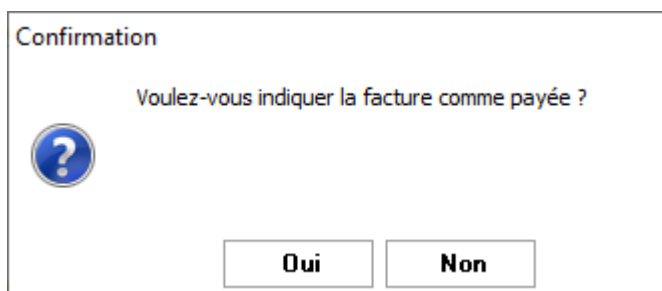 Confirmation
Voulez-vous indiquer la facture comme payée ?
Oui
Non